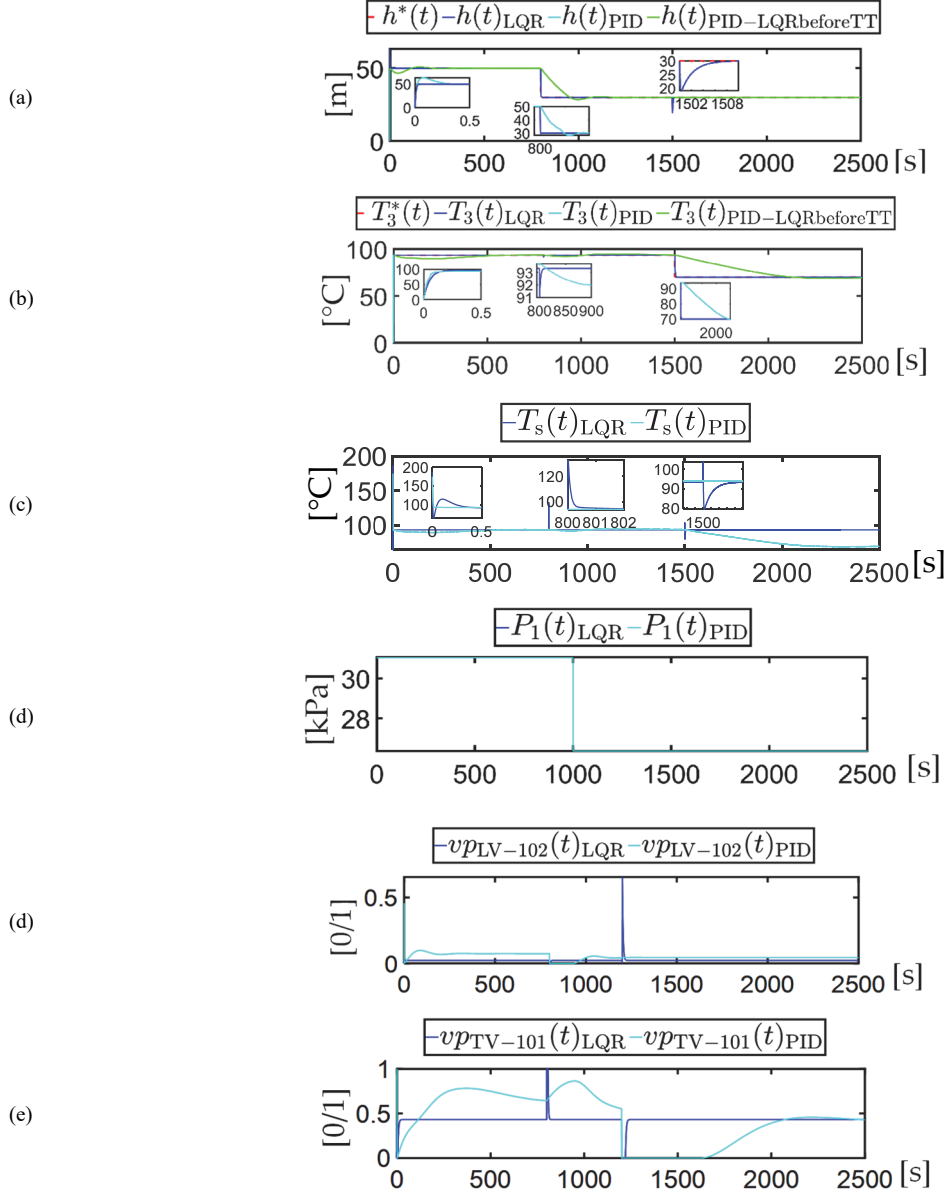 h*(t) h(t)LQR h(t)PID h(t)PID−LQRbeforeTT
(a)
[m]
50
0
50
0
0 0.5
50
40
30
800
30
25
20
1502 1508
0 500 1000 1500 2000 2500 [s]
T3*(t) T3(t)LQR T3(t)PID T3(t)PID−LQRbeforeTT
(b)
[°C]
100
50
0
100
50
0
0 0.5
93
92
91
800 850 900
90
80
70
2000
0 500 1000 1500 2000 2500 [s]
Ts(t)LQR Ts(t)PID
(c)
[°C]
200
150
100
200
150
100
0 0.5
120
100
800 801 802
100
90
80
1500
0 500 1000 1500 2000 2500 [s]
P1(t)LQR P1(t)PID
(d)
[kPa]
30
28
0 500 1000 1500 2000 2500 [s]
vpLV−102(t)LQR vpLV−102(t)PID
(d)
[0/1]
0.5
0
0 500 1000 1500 2000 2500 [s]
vpTV−101(t)LQR vpTV−101(t)PID
(e)
[0/1]
1
0.5
0
0 500 1000 1500 2000 2500 [s]